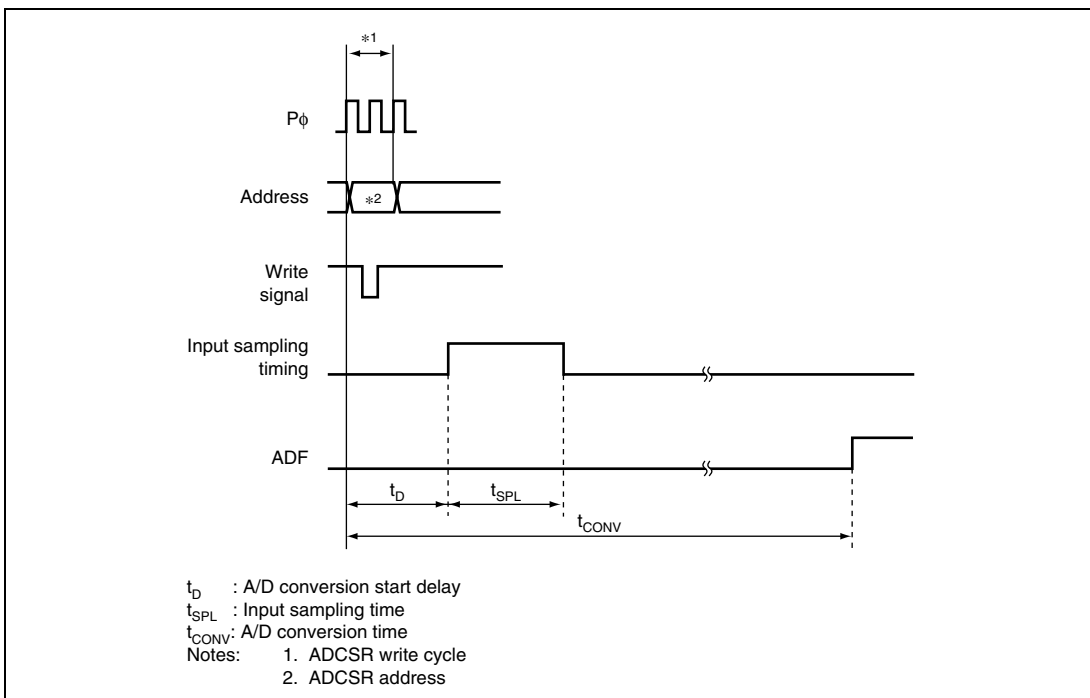 *1
Pϕ
Address
*2
Write
signal
Input sampling
timing
ADF
tD
tSPL
tCONV
tD : A/D conversion start delay
tSPL : Input sampling time
tCONV: A/D conversion time
Notes: 1. ADCSR write cycle
2. ADCSR address